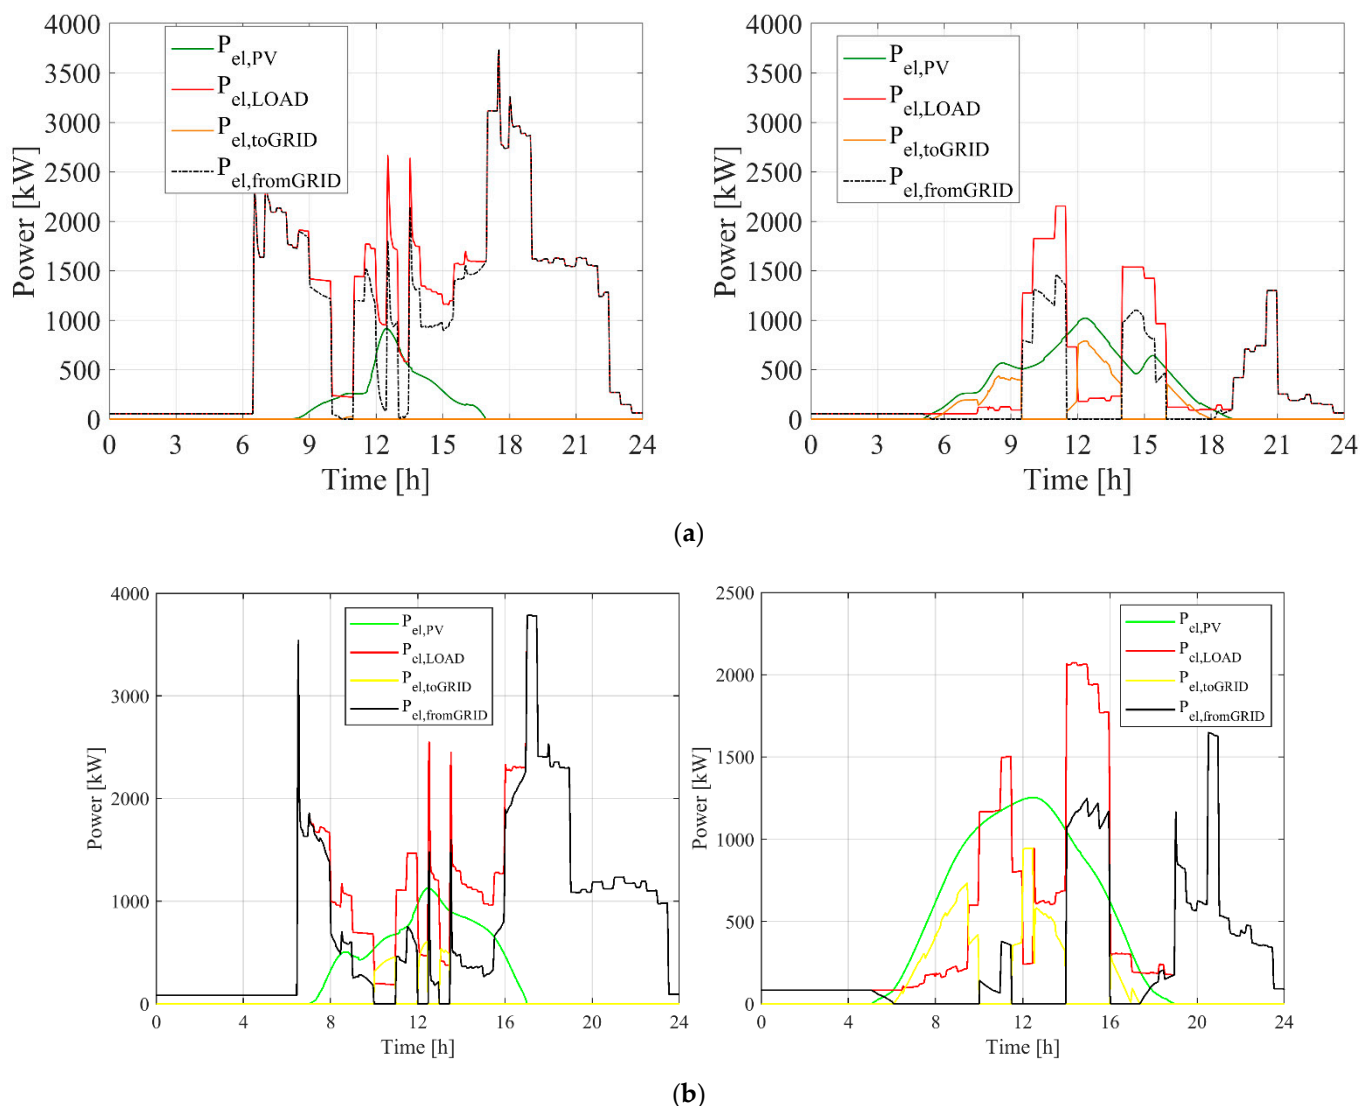 4000
3500
3000
2500
2000
1500
1000
500
0
Power [kW]
P el,PV
P el,LOAD
P el,toGRID
P el,fromGRID
0 3 6 9 12 15 18 21 24
Time [h]
4000
3500
3000
2500
2000
1500
1000
500
0
Power [kW]
P el,PV
P el,LOAD
P el,toGRID
P el,fromGRID
0 3 6 9 12 15 18 21 24
Time [h]
(a)
4000
3000
2000
1000
0
Power [kW]
P el,PV
P el,LOAD
P el,toGRID
P el,fromGRID
0 4 8 12 16 20 24
Time [h]
2500
2000
1500
1000
500
0
Power [kW]
P el,PV
P el,LOAD
P el,toGRID
P el,fromGRID
0 4 8 12 16 20 24
Time [h]
(b)